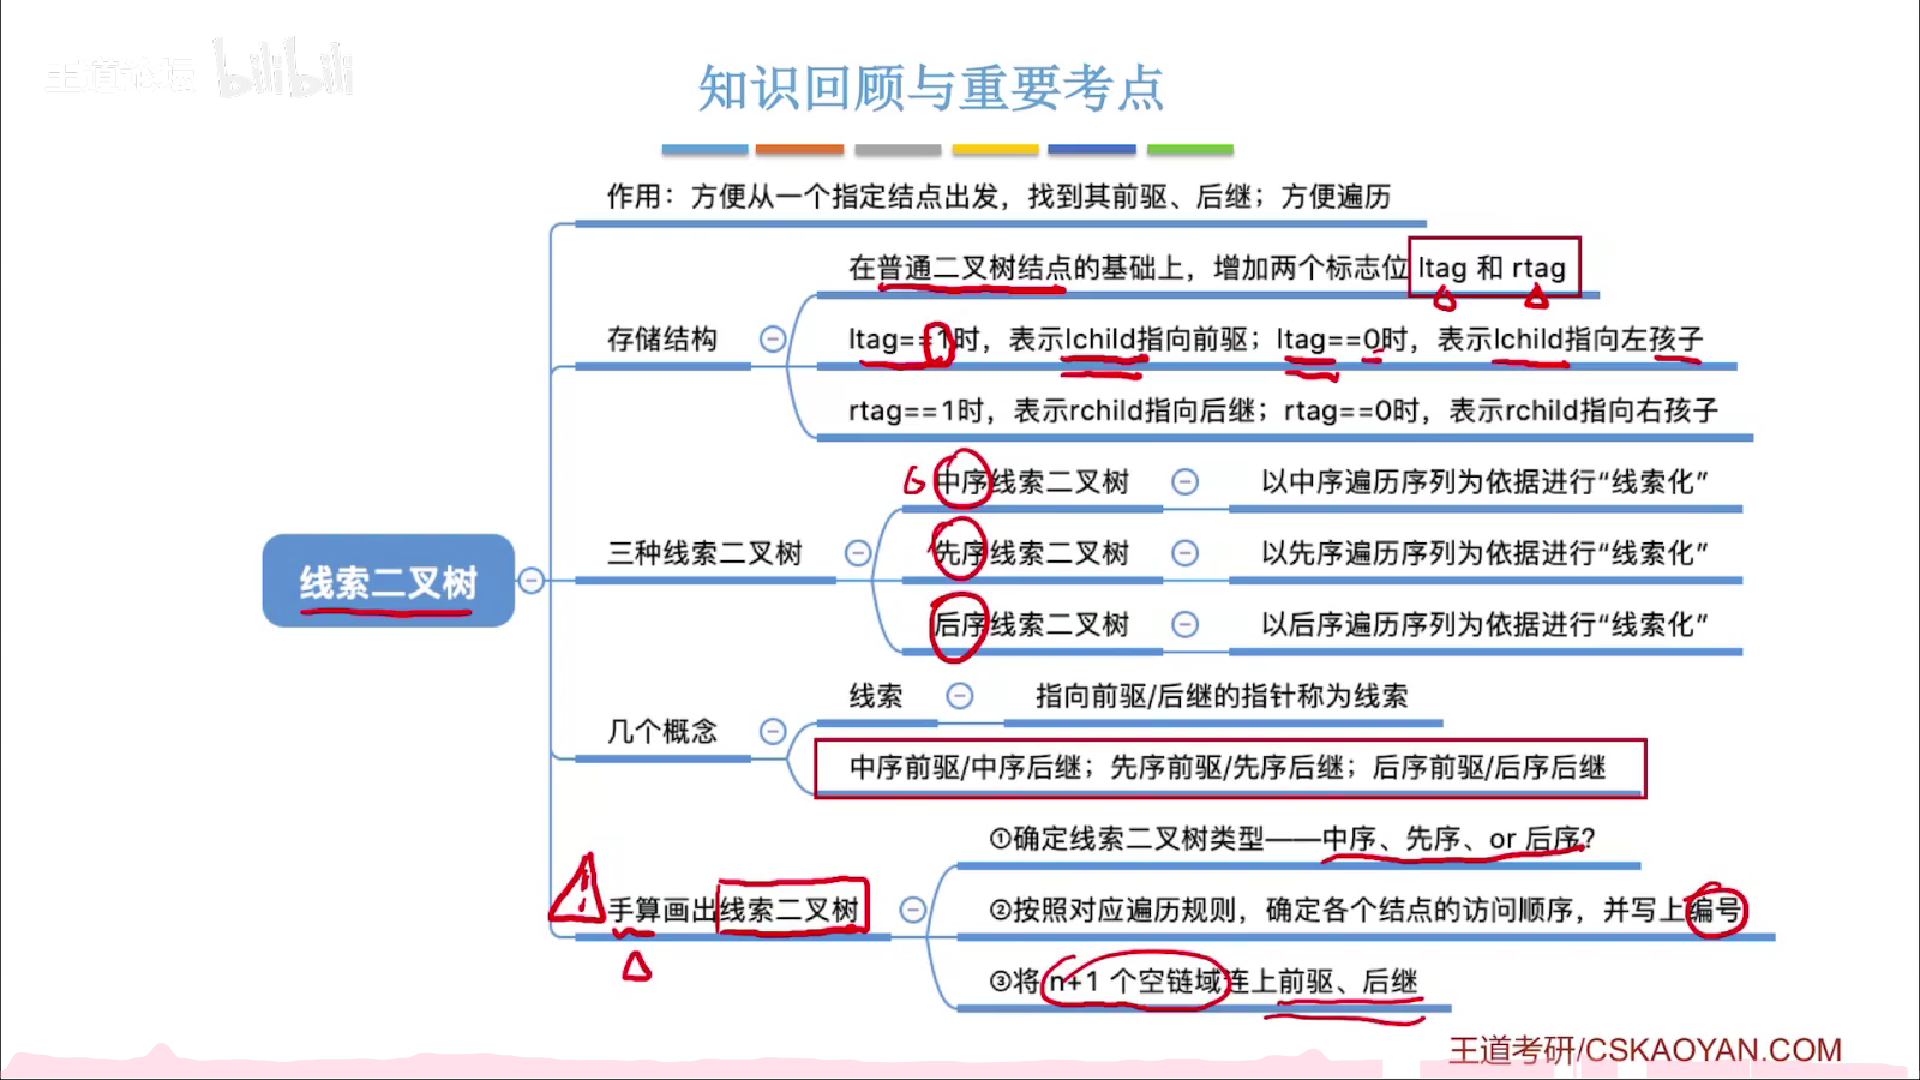 王道论坛 bilibili
知识回顾与重要考点
作用：方便从一个指定结点出发，找到其前驱、后继；方便遍历
在普通二叉树结点的基础上，增加两个标志位 ltag 和 rtag
存储结构
ltag==1时，表示lchild指向前驱；ltag==0时，表示lchild指向左孩子
rtag==1时，表示rchild指向后继；rtag==0时，表示rchild指向右孩子
中序线索二叉树
以中序遍历序列为依据进行“线索化”
三种线索二叉树
先序线索二叉树
以先序遍历序列为依据进行“线索化”
线索二叉树
后序线索二叉树
以后序遍历序列为依据进行“线索化”
几个概念
线索
指向前驱/后继的指针称为线索
中序前驱/中序后继；先序前驱/先序后继；后序前驱/后序后继
手算画出线索二叉树
①确定线索二叉树类型——中序、先序、or 后序？
②按照对应遍历规则，确定各个结点的访问顺序，并写上编号
③将 n+1 个空链域连上前驱、后继
王道考研/CSKAOYAN.COM